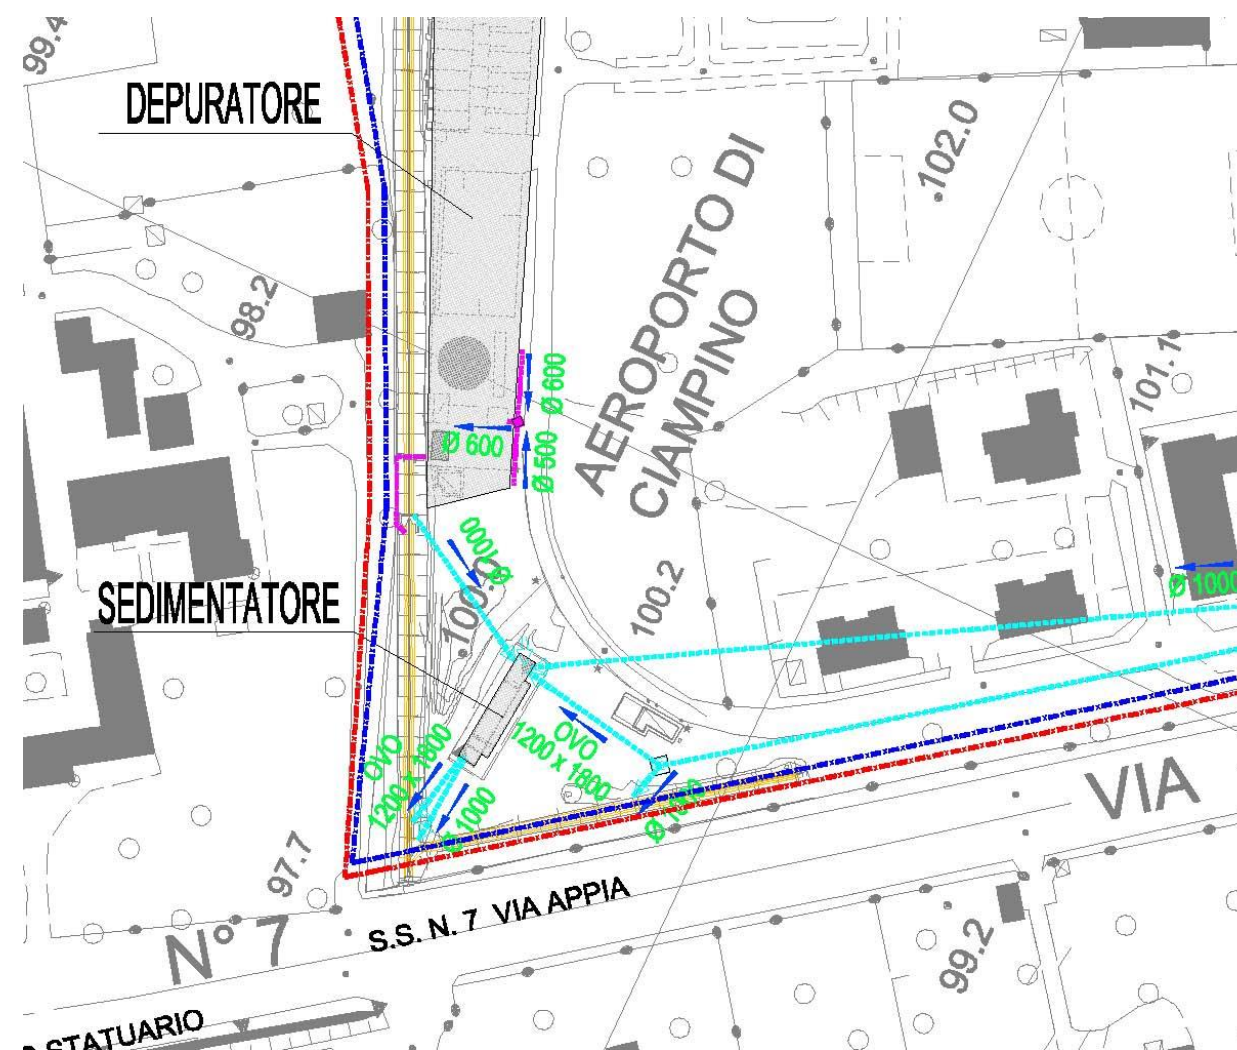 99.4
DEPURATORE
102.0
AEROPORTO DI
CIAMPINO
98.2
101.1
Ø 600
Ø 600
Ø 500
Ø 1000
100.0
100.2
Ø 1000
SEDIMENTATORE
OVO
1200 x 1800
OVO
1200 x 1800
Ø 1000
VIA
97.7
N° 7
S.S. N. 7 VIA APPIA
99.2
STATUARIO